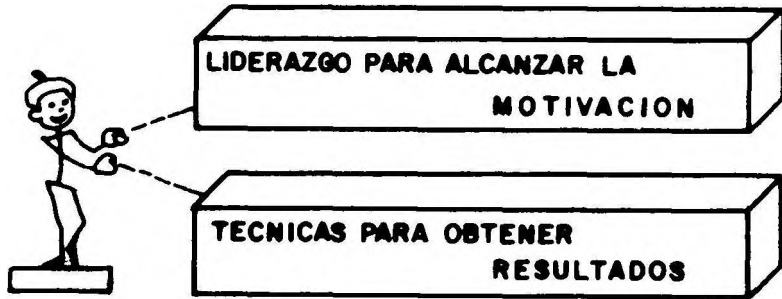 LIDERAZGO PARA ALCANZAR LA
MOTIVACION
TECNICAS PARA OBTENER
RESULTADOS